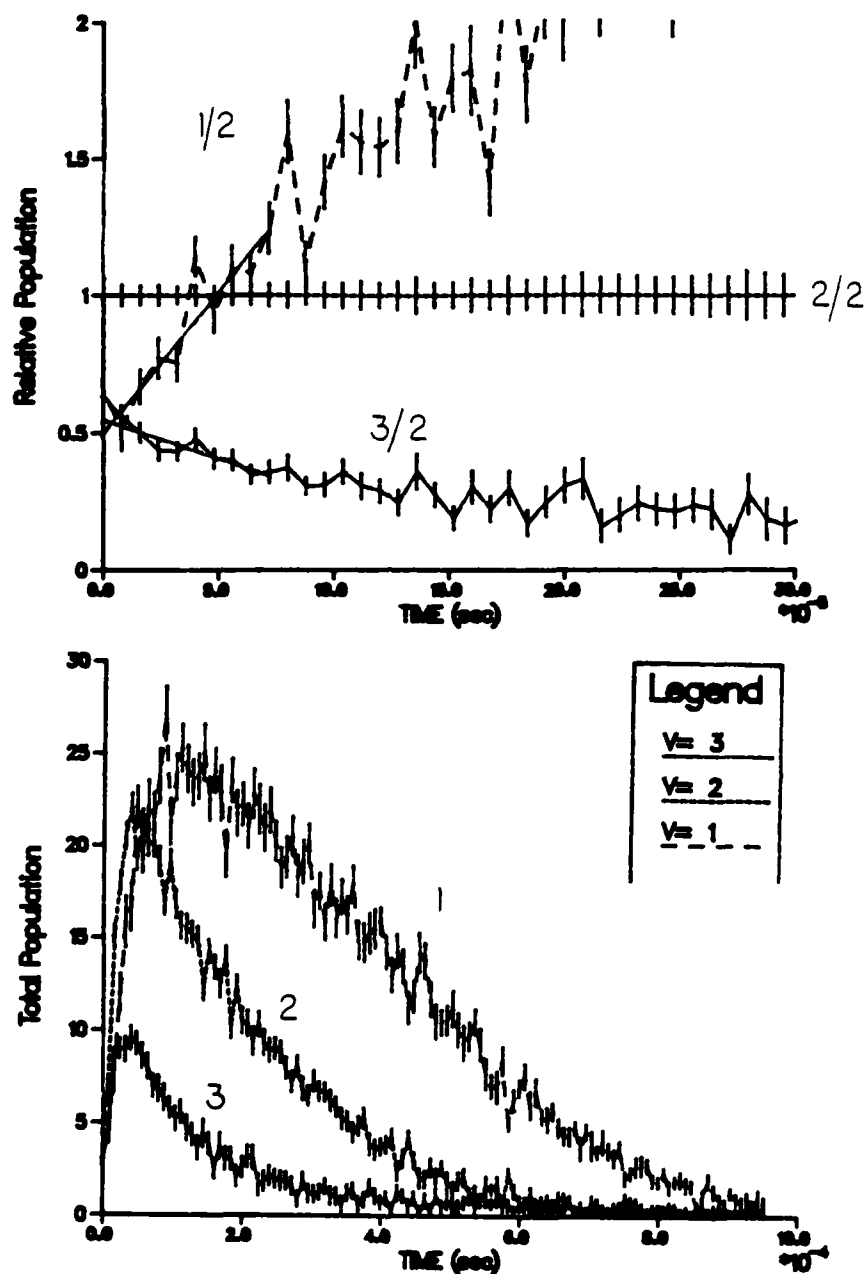 2
1/2
1.5
Relative Population
1
2/2
3/2
0.5
0
0.0 5.0 10.0 15.0 20.0 25.0 30.0
TIME (sec)
30
Legend
V= 3
V= 2
V= 1
25
20
1
15
Total Population
2
10
3
5
0
0.0 2.0 4.0 6.0 8.0 10.0
TIME (sec)
*10⁻⁴